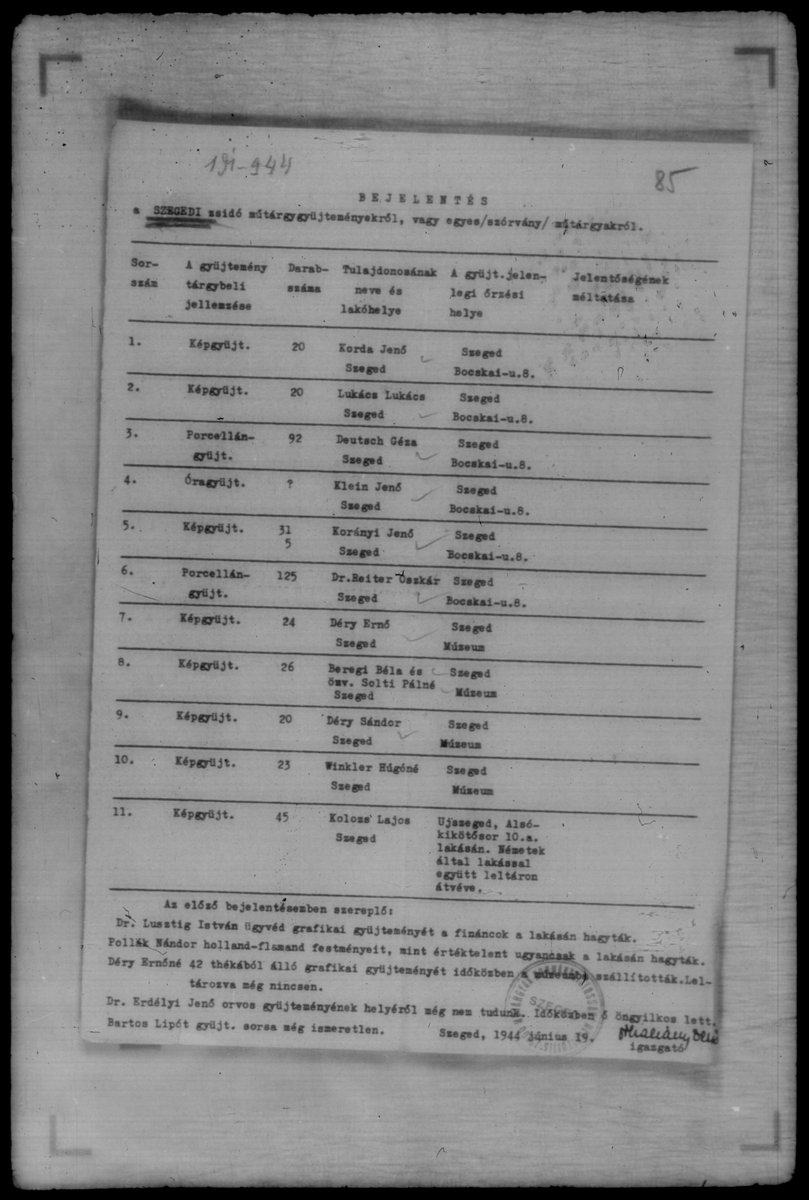 191-944
85
BEJELENTÉS
a SZEGEDI zsidó műtárgygyüjteményekről, vagy egyes/szórvány/ műtárgyakról.
Sor- A gyüjtemény Darab- Tulajdonosának A gyüjt.jelen- Jelentőségének
szám tárgybeli száma neve és legi őrzési méltatása
jellemzése lakóhelye helye
1. Képgyüjt. 20 Korda Jenő Szeged
Szeged Bocskai-u.8.
2. Képgyüjt. 20 Lukács Lukács Szeged
Szeged Bocskai-u.8.
3. Porcellán- 92 Deutsch Géza Szeged
gyüjt. Szeged Bocskai-u.8.
4. Óragyüjt. ? Klein Jenő Szeged
Szeged Bocskai-u.8.
5. Képgyüjt. 31 Korányi Jenő Szeged
5 Szeged Bocskai-u.8.
6. Porcellán- 125 Dr.Reiter Oszkár Szeged
gyüjt. Szeged Bocskai-u.8.
7. Képgyüjt. 24 Déry Ernő Szeged
Szeged Múzeum
8. Képgyüjt. 26 Beregi Béla és Szeged
özv. Solti Pálné Múzeum
Szeged
9. Képgyüjt. 20 Déry Sándor Szeged
Szeged Múzeum
10. Képgyüjt. 23 Winkler Húgóné Szeged
Szeged Múzeum
11. Képgyüjt. 45 Kolozs Lajos Ujszeged, Alsó-
Szeged kikötősor 10.a.
lakásán. Németek
által lakással
együtt leltáron
átvéve.
Az előző bejelentésemben szereplő:
Dr. Lusztig István ügyvéd grafikai gyüjteményét a fináncok a lakásán hagyták.
Pollák Nándor holland-flamand festményeit, mint értéktelent ugyancsak a lakásán hagyták.
Déry Ernőné 42 thékából álló grafikai gyüjteményét időközben a múzeumba szállították.Lel-
tározva még nincsen.
Dr. Erdélyi Jenő orvos gyüjteményének helyéről még nem tudunk. Időközben ő öngyilkos lett.
Bartos Lipót gyüjt. sorsa még ismeretlen. Szeged, 1944 június 19.
igazgató
SZEGED